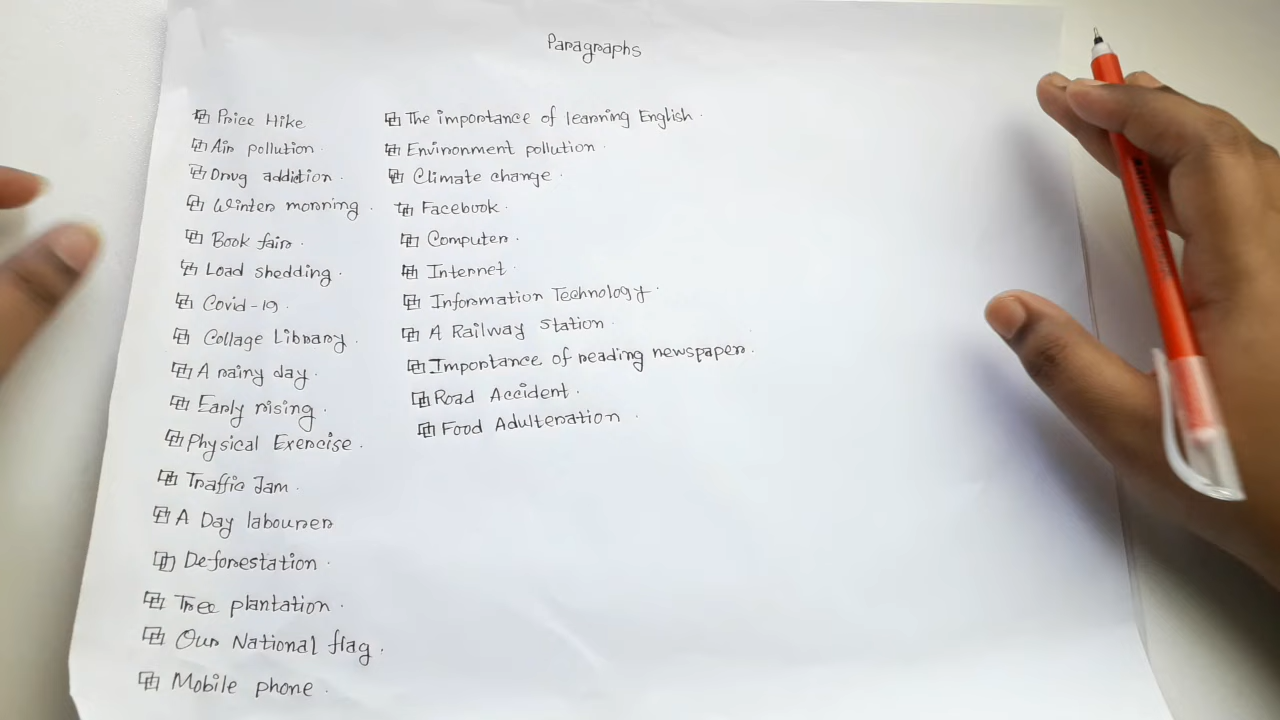 Paragraphs
Price Hike
Air pollution.
Drug addiction.
Winter morning.
Book fair.
Load shedding.
Covid-19.
Collage Library.
A rainy day.
Early rising.
Physical Exercise.
Traffic Jam.
A Day labourer
Deforestation.
Tree plantation.
Our National flag.
Mobile phone.
The importance of learning English.
Environment pollution.
Climate change.
Facebook.
Computer.
Internet.
Information Technology.
A Railway station.
Importance of reading newspaper.
Road Accident.
Food Adulteration.